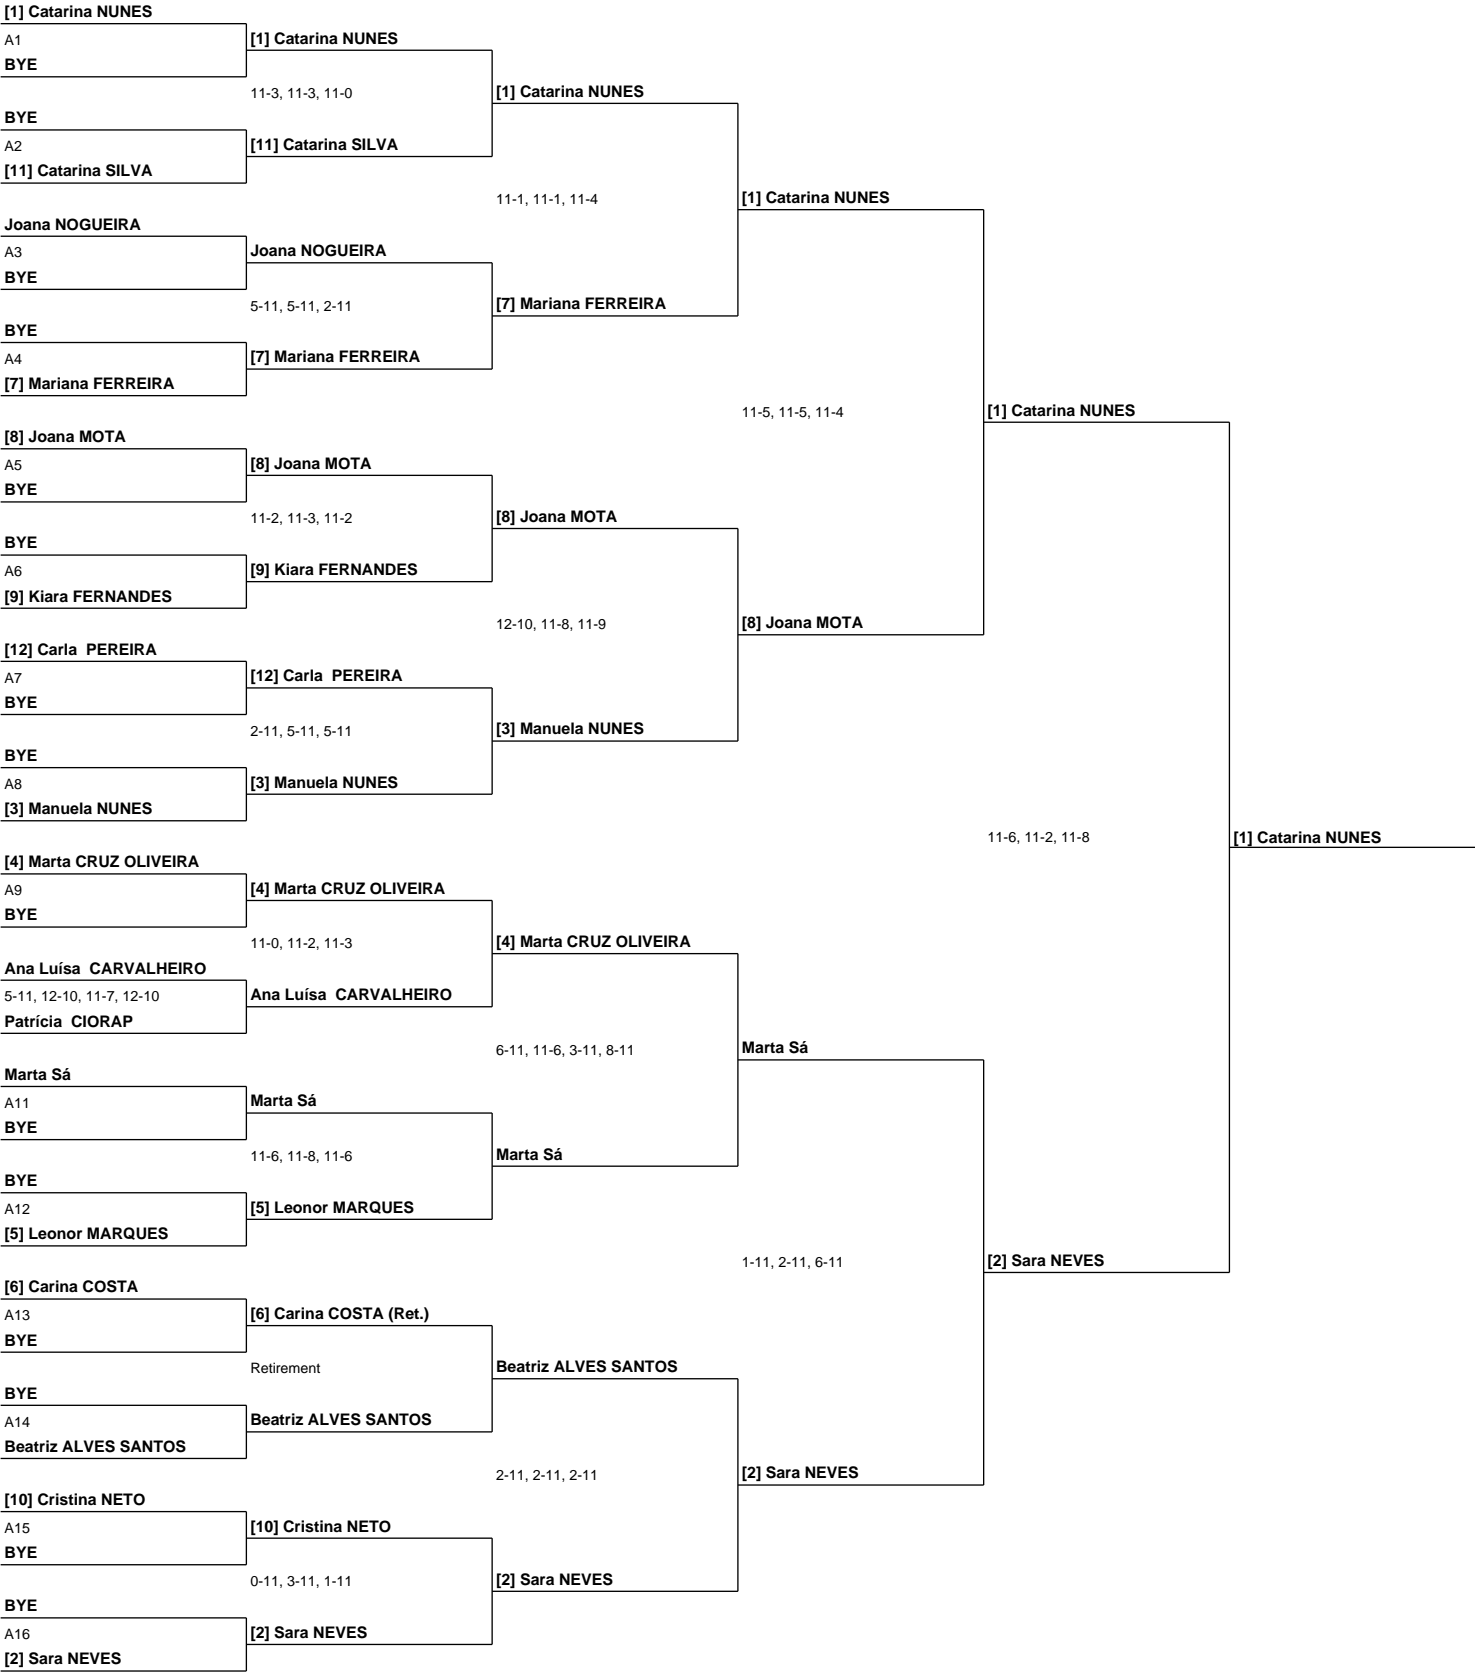 [1] Catarina NUNES
A1
[1] Catarina NUNES
BYE
11-3, 11-3, 11-0
[1] Catarina NUNES
BYE
A2
[11] Catarina SILVA
[11] Catarina SILVA
11-1, 11-1, 11-4
[1] Catarina NUNES
Joana NOGUEIRA
A3
Joana NOGUEIRA
BYE
5-11, 5-11, 2-11
[7] Mariana FERREIRA
BYE
A4
[7] Mariana FERREIRA
[7] Mariana FERREIRA
11-5, 11-5, 11-4
[1] Catarina NUNES
[8] Joana MOTA
A5
[8] Joana MOTA
BYE
11-2, 11-3, 11-2
[8] Joana MOTA
BYE
A6
[9] Kiara FERNANDES
[9] Kiara FERNANDES
12-10, 11-8, 11-9
[8] Joana MOTA
[12] Carla  PEREIRA
A7
[12] Carla  PEREIRA
BYE
2-11, 5-11, 5-11
[3] Manuela NUNES
BYE
A8
[3] Manuela NUNES
[3] Manuela NUNES
11-6, 11-2, 11-8
[1] Catarina NUNES
[4] Marta CRUZ OLIVEIRA
A9
[4] Marta CRUZ OLIVEIRA
BYE
11-0, 11-2, 11-3
[4] Marta CRUZ OLIVEIRA
Ana Luísa  CARVALHEIRO
5-11, 12-10, 11-7, 12-10
Ana Luísa  CARVALHEIRO
Patrícia  CIORAP
6-11, 11-6, 3-11, 8-11
Marta Sá
Marta Sá
A11
Marta Sá
BYE
11-6, 11-8, 11-6
Marta Sá
BYE
A12
[5] Leonor MARQUES
[5] Leonor MARQUES
1-11, 2-11, 6-11
[2] Sara NEVES
[6] Carina COSTA
A13
[6] Carina COSTA (Ret.)
BYE
Retirement
Beatriz ALVES SANTOS
BYE
A14
Beatriz ALVES SANTOS
Beatriz ALVES SANTOS
2-11, 2-11, 2-11
[2] Sara NEVES
[10] Cristina NETO
A15
[10] Cristina NETO
BYE
0-11, 3-11, 1-11
[2] Sara NEVES
BYE
A16
[2] Sara NEVES
[2] Sara NEVES